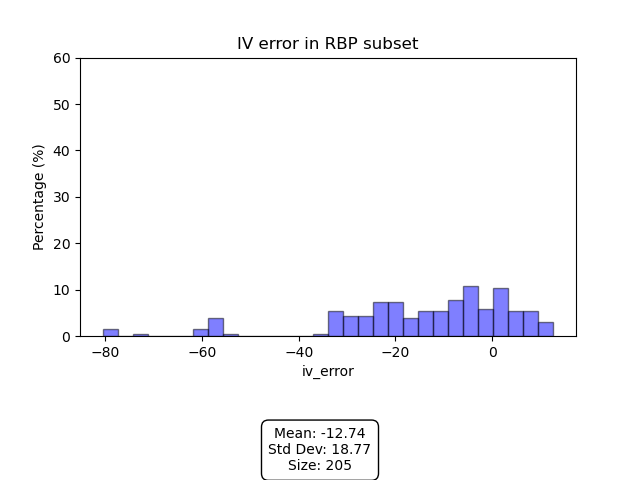 IV error in RBP subset
60
50
40
30
20
10
0
Percentage (%)
−80
−60
−40
−20
0
iv_error
Mean: -12.74
Std Dev: 18.77
Size: 205